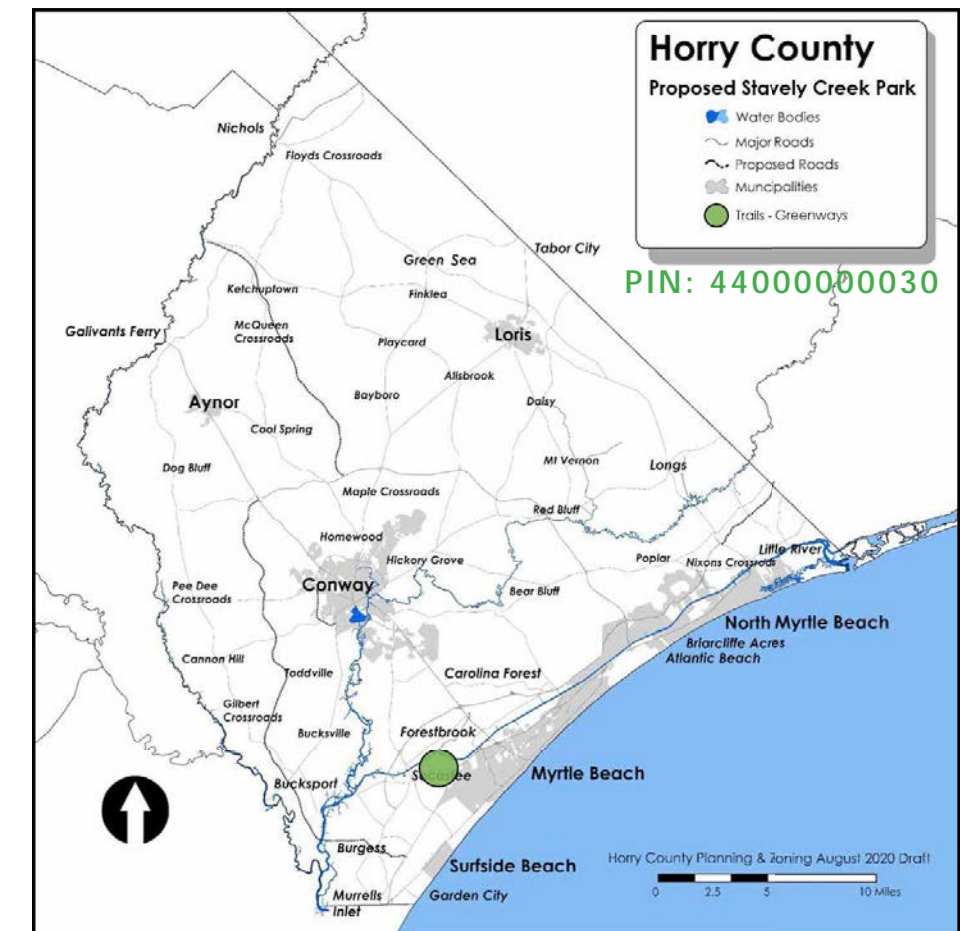 Horry County
Proposed Stavely Creek Park
Water Bodies
Major Roads
Proposed Roads
Muncipalities
Trails - Greenways
PIN: 44000000030
Nichols
Floyds Crossroads
Tabor City
Green Sea
Ketchuptown
Finklea
Galivants Ferry
McQueen
Crossroads
Playcard
Loris
Allsbrook
Aynor
Bayboro
Daisy
Cool Spring
Dog Bluff
Mt Vernon
Longs
Maple Crossroads
Red Bluff
Homewood
Hickory Grove
Poplar
Little River
Nixons Crossroads
Conway
Pee Dee
Crossroads
Bear Bluff
North Myrtle Beach
Briarcliffe Acres
Atlantic Beach
Cannon Hill
Toddville
Carolina Forest
Gilbert
Crossroads
Bucksville
Forestbrook
Socastee
Myrtle Beach
Bucksport
Burgess
Surfside Beach
Murrells
Inlet
Garden City
Horry County Planning & Zoning August 2020 Draft
0 2.5 5 10 Miles